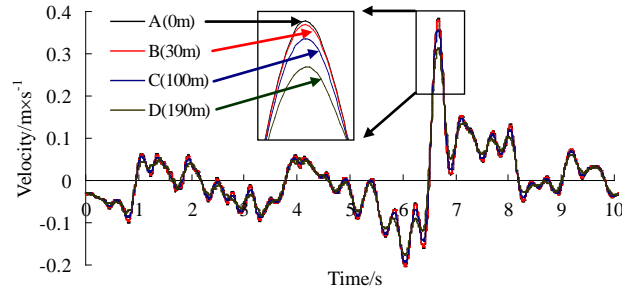 A(0m)
B(30m)
C(100m)
D(190m)
Velocity/m×s⁻¹
0.4
0.3
0.2
0.1
0
-0.1
-0.2
0 1 2 3 4 5 6 7 8 9 10
Time/s